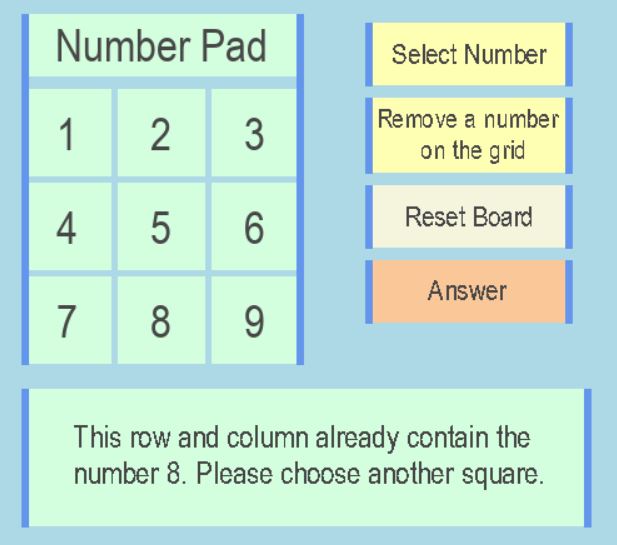 Number Pad
1 2 3
4 5 6
7 8 9
Select Number
Remove a number
on the grid
Reset Board
Answer
This row and column already contain the
number 8. Please choose another square.